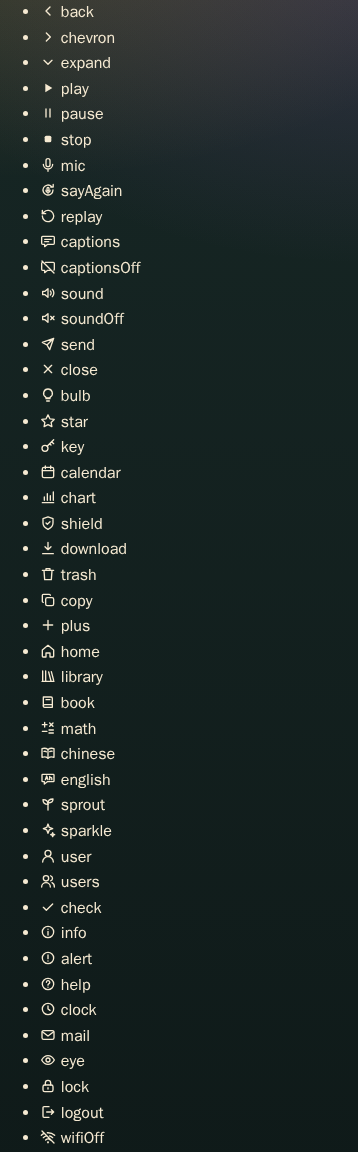 back
chevron
expand
play
pause
stop
mic
sayAgain
replay
captions
captionsOff
sound
soundOff
send
close
bulb
star
key
calendar
chart
shield
download
trash
copy
plus
home
library
book
math
chinese
english
sprout
sparkle
user
users
check
info
alert
help
clock
mail
eye
lock
logout
wifiOff